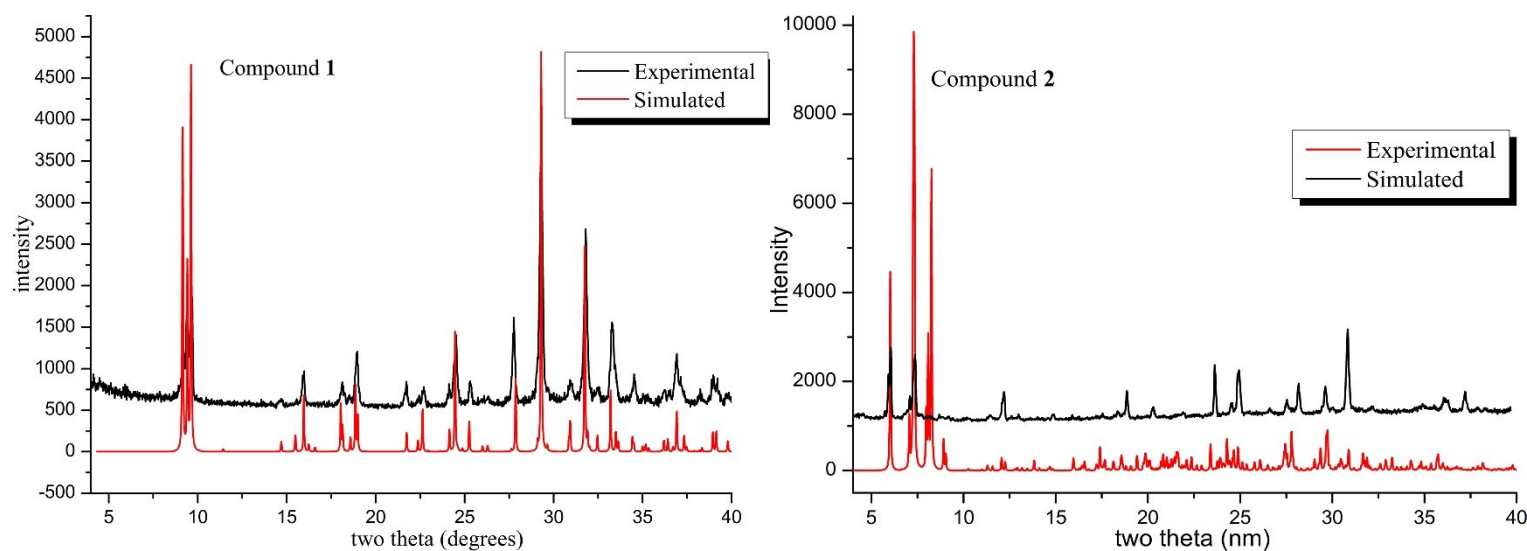 5000
4500
4000
3500
3000
2500
2000
1500
1000
500
0
-500
intensity
Compound 1
Experimental
Simulated
5 10 15 20 25 30 35 40
two theta (degrees)
10000
8000
6000
4000
2000
0
Intensity
Compound 2
Experimental
Simulated
5 10 15 20 25 30 35 40
two theta (nm)